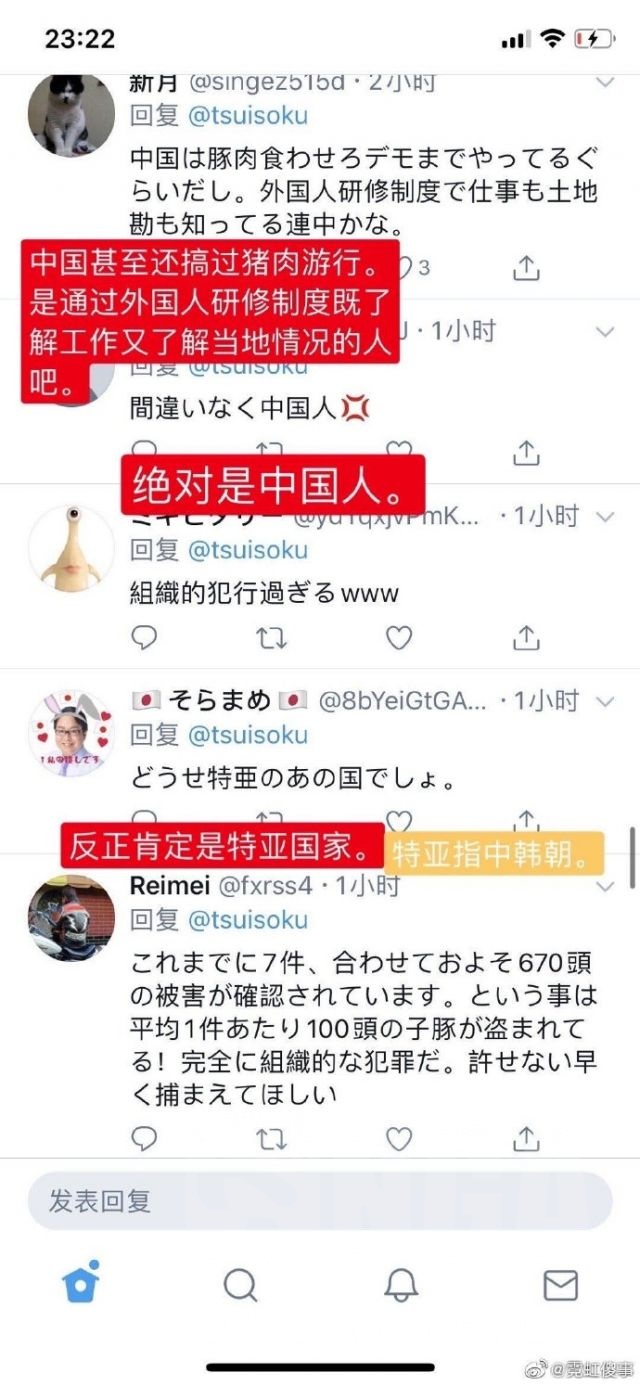 23:22
新月 @singez515d · 2小时
回复 @tsuisoku
中国は豚肉食わせろデモまでやってるぐ
らいだし。外国人研修制度で仕事も土地
勘も知ってる連中かな。
3
中国甚至还搞过猪肉游行。
是通过外国人研修制度既了
解工作又了解当地情况的人
吧。
· 1小时
回复 @tsuisoku
間違いなく中国人💢
绝对是中国人。
· 1小时
回复 @tsuisoku
組織的犯行過ぎるwww
🇯🇵そらまめ🇯🇵 @8bYeiGtGA... · 1小时
回复 @tsuisoku
どうせ特亜のあの国でしょ。
反正肯定是特亚国家。
特亚指中韩朝。
Reimei @fxrss4 · 1小时
回复 @tsuisoku
これまでに7件、合わせておよそ670頭
の被害が確認されています。という事は
平均1件あたり100頭の子豚が盗まれて
る！完全に組織的な犯罪だ。許せない早
く捕まえてほしい
发表回复
@霓虹傻事